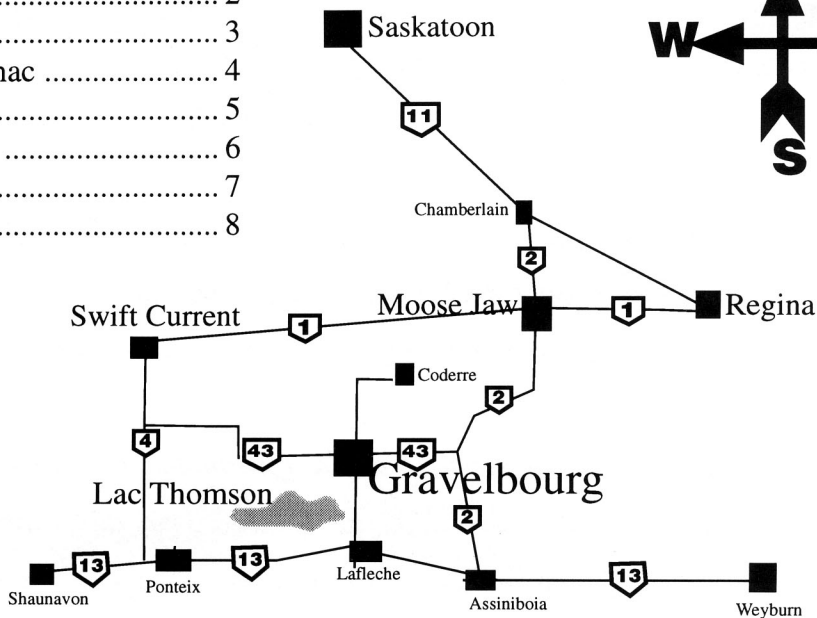 2
3
nac .................... 4
5
6
7
8
Saskatoon
W
S
11
Chamberlain
2
Moose Jaw
1
Regina
Swift Current
1
Coderre
2
4
43
43
Gravelbourg
Lac Thomson
2
13
13
13
Shaunavon
Ponteix
Lafleche
Assiniboia
Weyburn